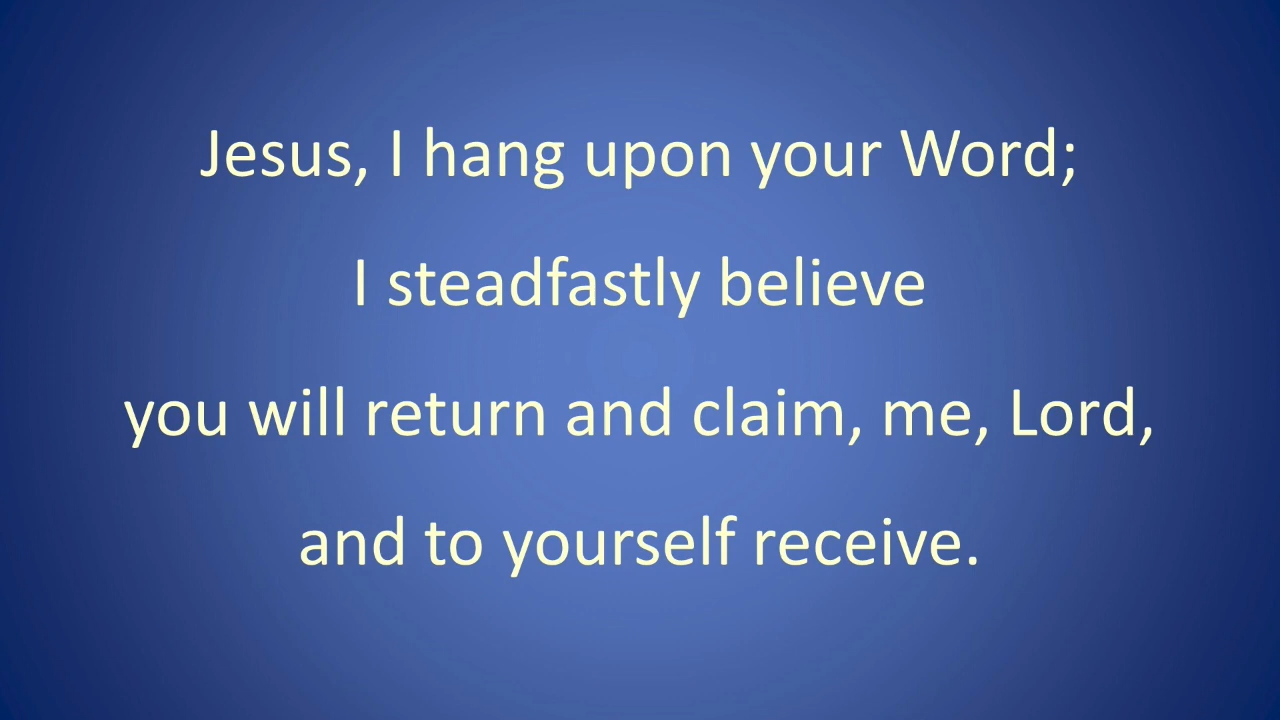 Jesus, I hang upon your Word;
I steadfastly believe
you will return and claim, me, Lord,
and to yourself receive.